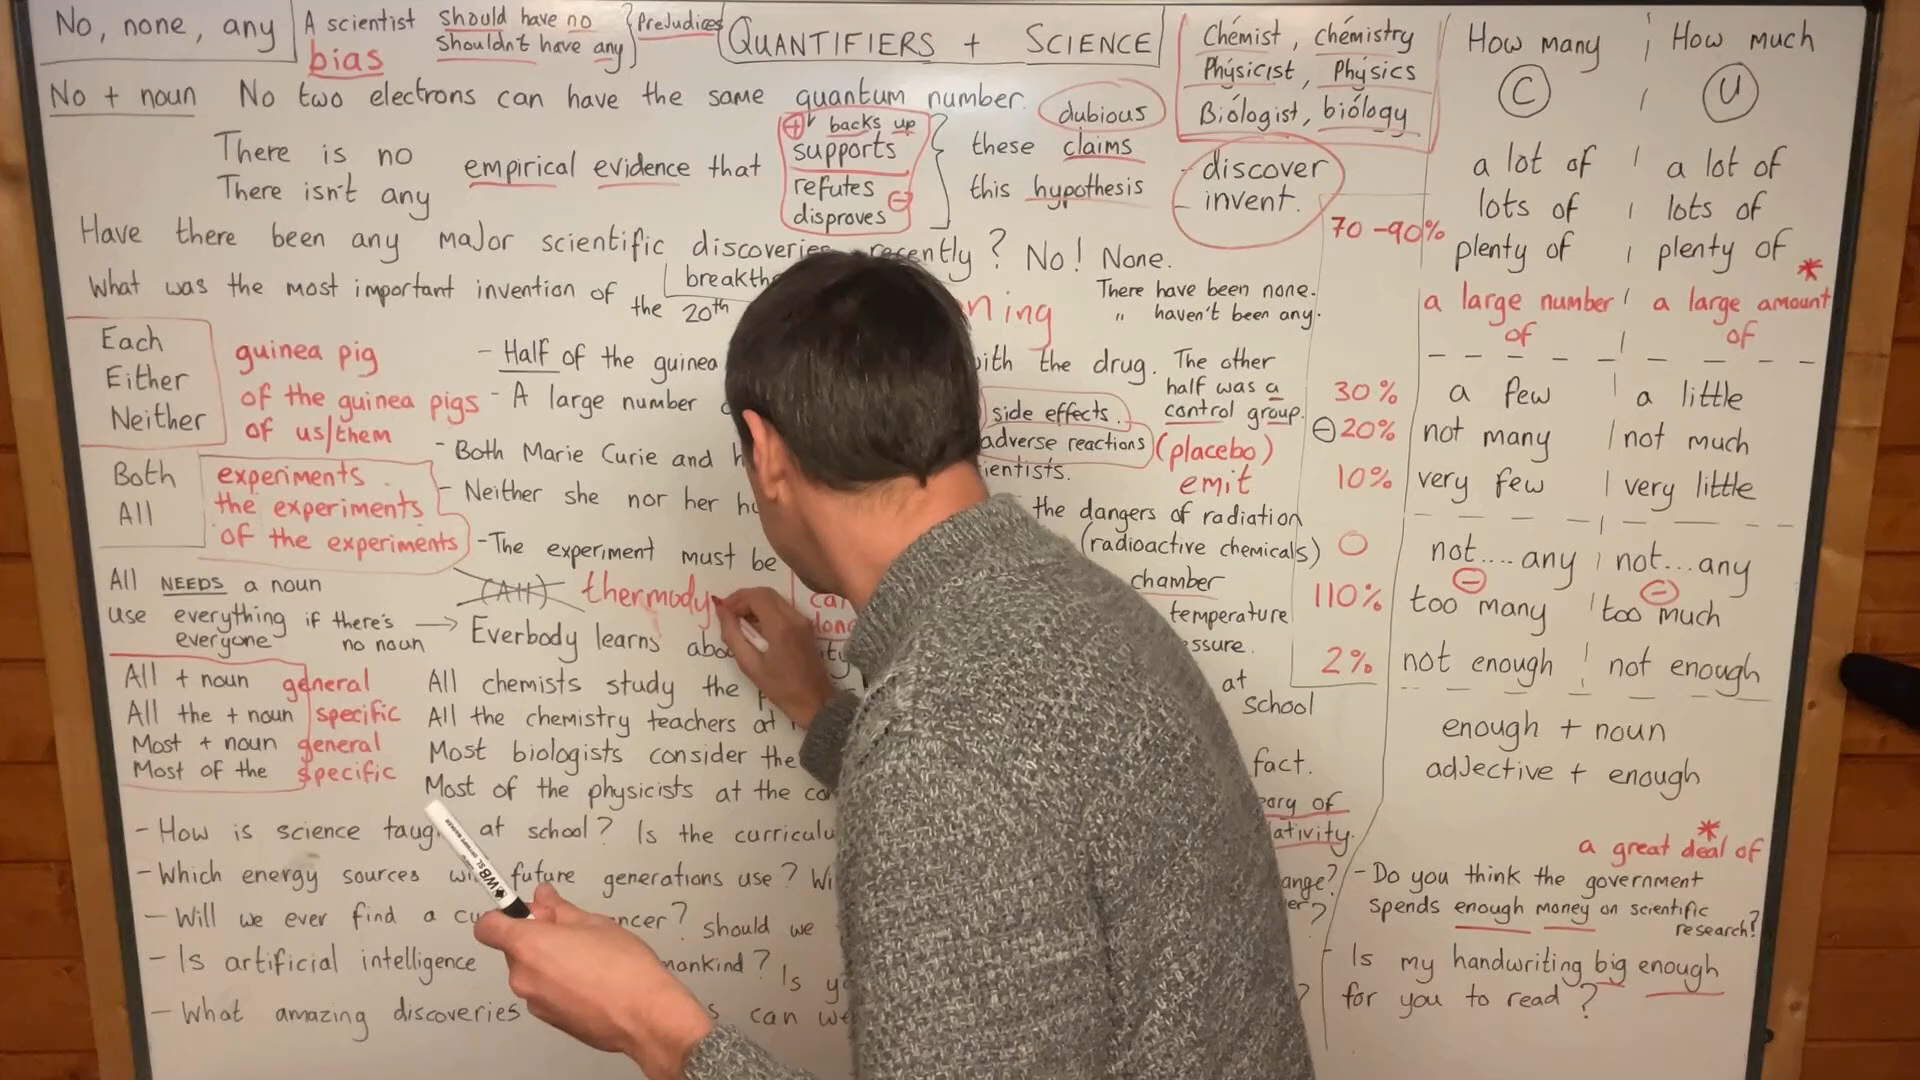 No, none, any
A scientist should have no
shouldn't have any
prejudices
bias
QUANTIFIERS + SCIENCE
Chémist, chémistry
Phýsicist, Phýsics
Biólogist, biólogy
How many
How much
C
U
No + noun
No two electrons can have the same quantum number.
dubious
There is no
There isn't any
empirical evidence that
+ backs up
supports
refutes
disproves
these claims
this hypothesis
- discover
- invent.
a lot of
a lot of
lots of
lots of
70-90%
plenty of
plenty of *
a large number of
a large amount of
Have there been any major scientific discoveries recently? No! None.
What was the most important invention of the 20th
There have been none.
" haven't been any.
Each
Either
Neither
guinea pig
of the guinea pigs
of us/them
- Half of the guinea
with the drug. The other half was a control group.
- A large number
side effects.
adverse reactions
(placebo)
emit
30%
a few
a little
20%
not many
not much
10%
very few
very little
Both
All
experiments
the experiments
of the experiments
- Both Marie Curie and
- Neither she nor her
the dangers of radiation
(radioactive chemicals)
- The experiment must be
chamber
temperature
0
not....any
not...any
110%
too many
too much
2%
not enough
not enough
All NEEDS a noun
use everything
everyone
if there's
no noun
(All)
thermody
Everbody learns
at school
All + noun general
All the + noun specific
Most + noun general
Most of the specific
All chemists study the
All the chemistry teachers at
Most biologists consider the
fact.
Most of the physicists at the
enough + noun
adjective + enough
- How is science at school? Is the
- Which energy sources future generations use?
- Will we ever find a should we
- Is artificial intelligence mankind? Is
- What amazing discoveries can
* a great deal of
- Do you think the government
spends enough money on scientific
research?
- Is my handwriting big enough
for you to read?
WBSL